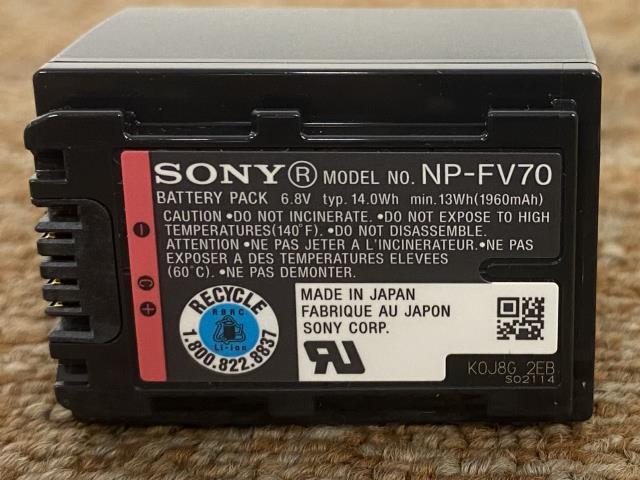 SONY® MODEL NO. NP-FV70
BATTERY PACK 6.8V typ. 14.0Wh min.13Wh(1960mAh)
CAUTION •DO NOT INCINERATE. •DO NOT EXPOSE TO HIGH
TEMPERATURES(140°F). •DO NOT DISASSEMBLE.
ATTENTION •NE PAS JETER A L'INCINERATEUR.•NE PAS
EXPOSER A DES TEMPERATURES ELEVEES
(60°C). •NE PAS DEMONTER.
- C +
RECYCLE
RBRC
Li-ion
1.800.822.8837
MADE IN JAPAN
FABRIQUE AU JAPON
SONY CORP.
RU
K0J8G 2EB
S02114